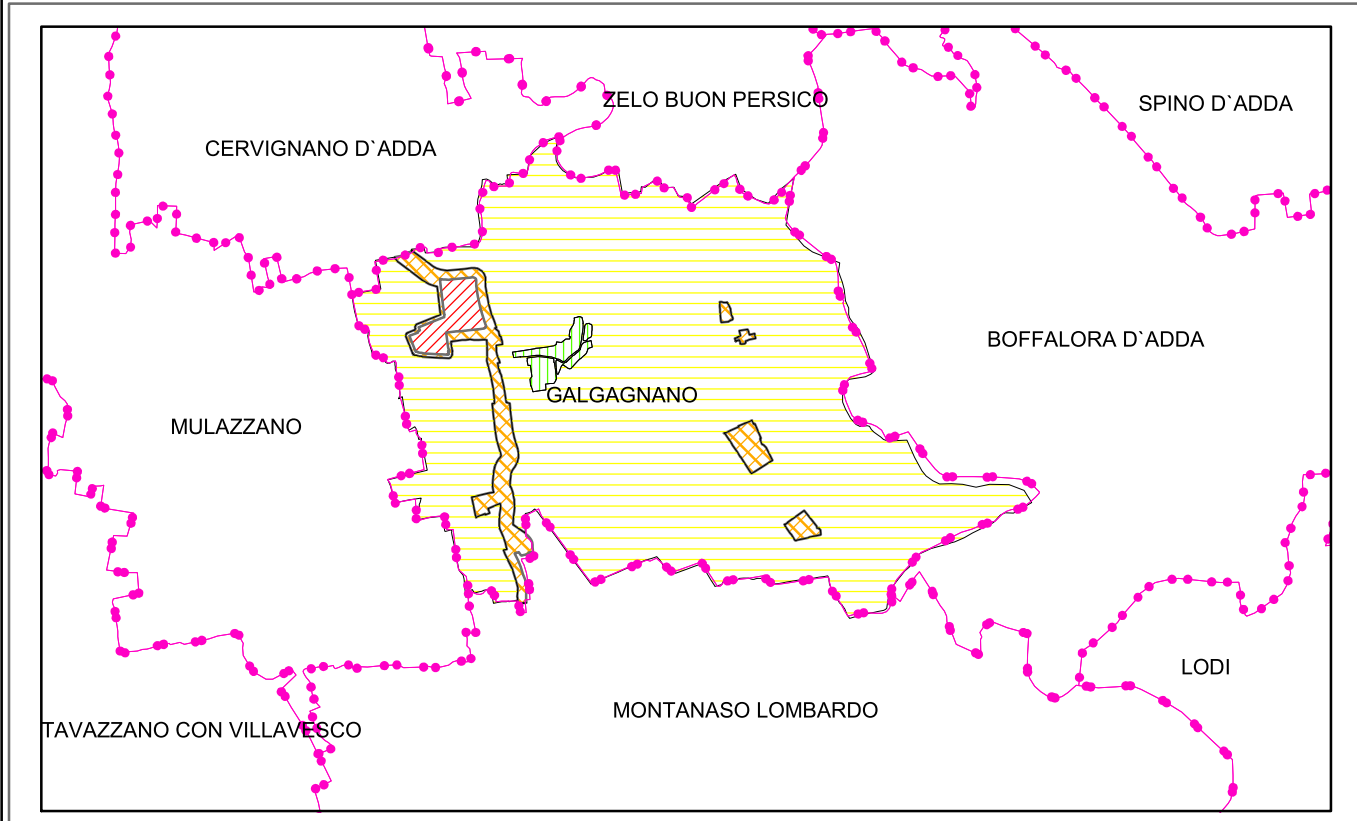 ZELO BUON PERSICO
SPINO D`ADDA
CERVIGNANO D`ADDA
BOFFALORA D`ADDA
GALGAGNANO
MULAZZANO
LODI
MONTANASO LOMBARDO
TAVAZZANO CON VILLAVESCO